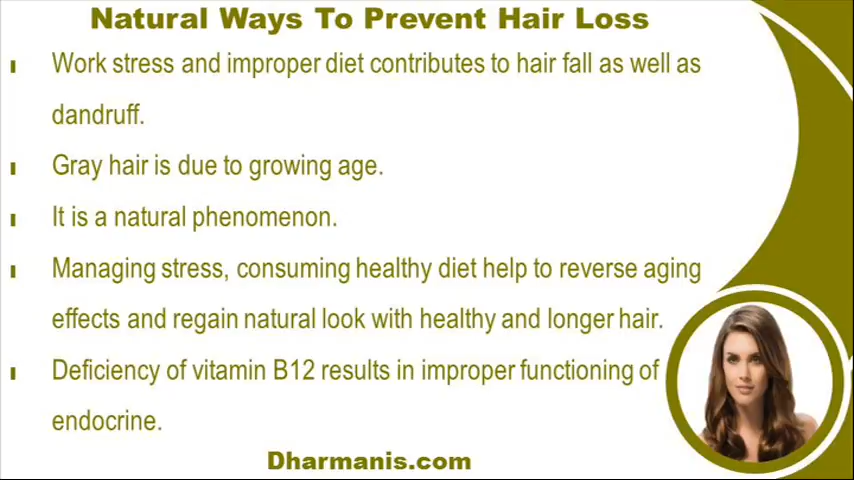 Natural Ways To Prevent Hair Loss
Work stress and improper diet contributes to hair fall as well as
dandruff.
Gray hair is due to growing age.
It is a natural phenomenon.
Managing stress, consuming healthy diet help to reverse aging
effects and regain natural look with healthy and longer hair.
Deficiency of vitamin B12 results in improper functioning of
endocrine.
Dharmanis.com